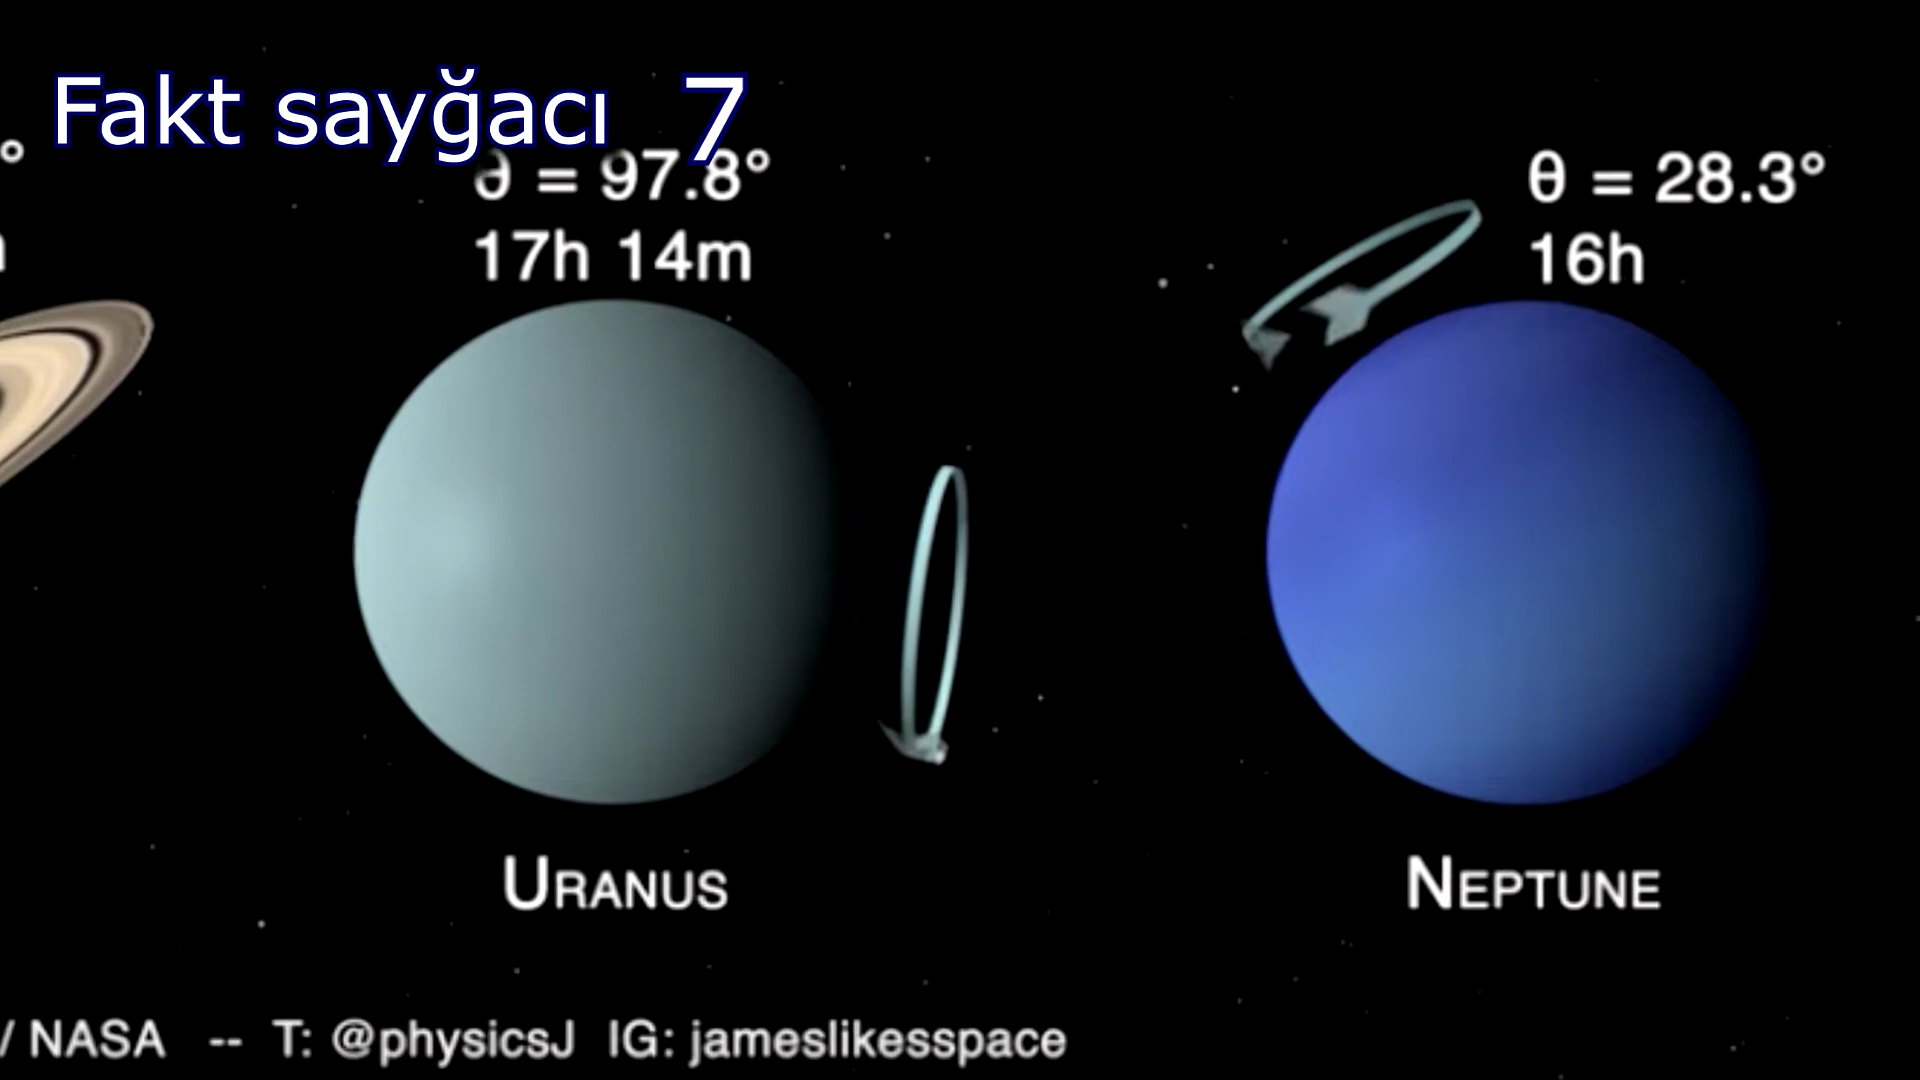 Fakt sayğacı 7
θ = 97.8°
17h 14m
θ = 28.3°
16h
URANUS
NEPTUNE
/ NASA -- T: @physicsJ IG: jameslikesspace